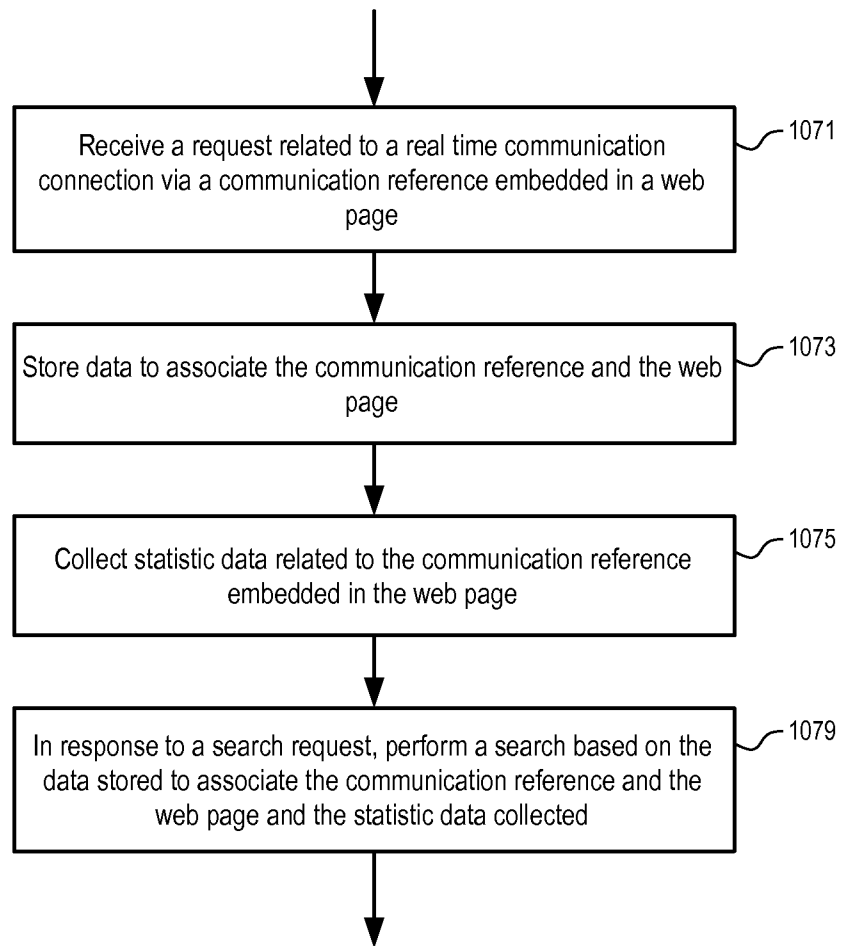 Receive a request related to a real time communication
connection via a communication reference embedded in a web
page
1071
Store data to associate the communication reference and the web
page
1073
Collect statistic data related to the communication reference
embedded in the web page
1075
In response to a search request, perform a search based on the
data stored to associate the communication reference and the
web page and the statistic data collected
1079